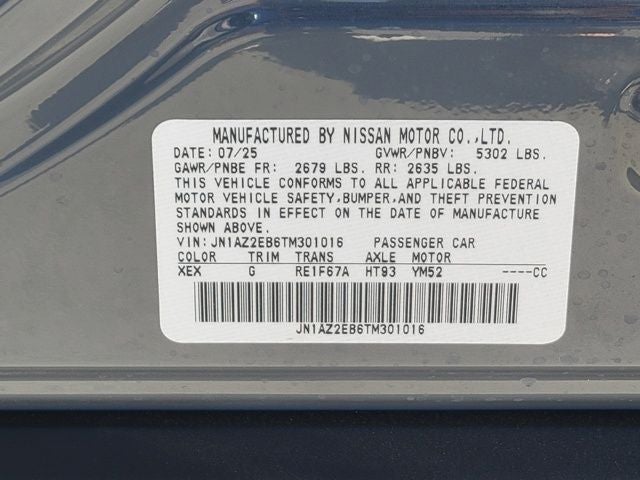 MANUFACTURED BY NISSAN MOTOR CO.,LTD.
DATE: 07/25 GVWR/PNBV: 5302 LBS.
GAWR/PNBE FR: 2679 LBS. RR: 2635 LBS.
THIS VEHICLE CONFORMS TO ALL APPLICABLE FEDERAL
MOTOR VEHICLE SAFETY,BUMPER,AND THEFT PREVENTION
STANDARDS IN EFFECT ON THE DATE OF MANUFACTURE
SHOWN ABOVE.
VIN: JN1AZ2EB6TM301016 PASSENGER CAR
COLOR TRIM TRANS AXLE MOTOR
XEX G RE1F67A HT93 YM52 ----CC
JN1AZ2EB6TM301016